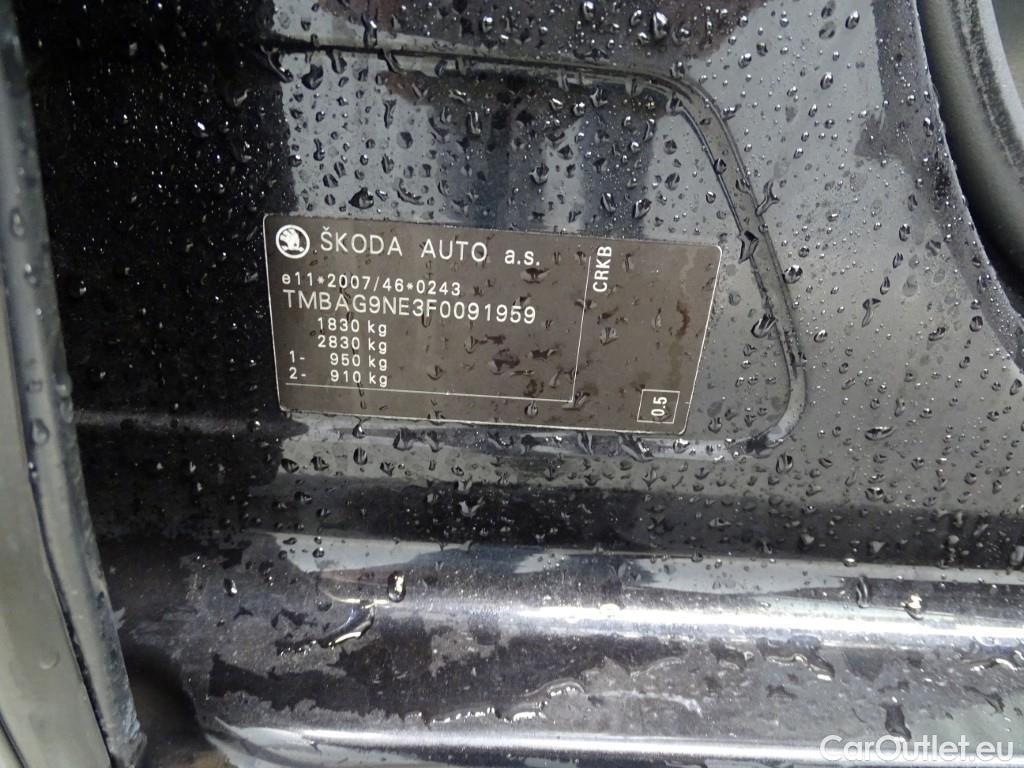 ŠKODA AUTO a.s.
e11*2007/46*0243
TMBAG9NE3F0091959
1830 kg
2830 kg
1- 950 kg
2- 910 kg
CRKB
0.5
CarOutlet.eu